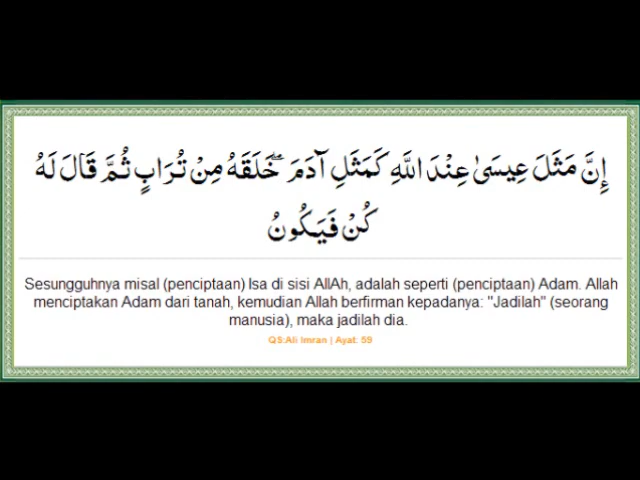 إِنَّ مَثَلَ عِيسَىٰ عِنْدَ اللَّهِ كَمَثَلِ آدَمَ ۖ خَلَقَهُ مِنْ تُرَابٍ ثُمَّ قَالَ لَهُ
كُنْ فَيَكُونُ
Sesungguhnya misal (penciptaan) Isa di sisi AllAh, adalah seperti (penciptaan) Adam. Allah
menciptakan Adam dari tanah, kemudian Allah berfirman kepadanya: "Jadilah" (seorang
manusia), maka jadilah dia.
QS:Ali Imran | Ayat: 59